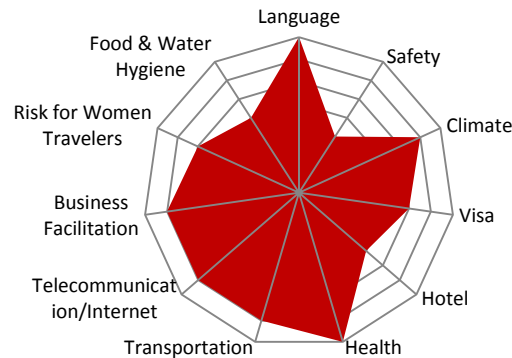 Language
Safety
Climate
Visa
Hotel
Health
Transportation
Telecommunicat
ion/Internet
Business
Facilitation
Risk for Women
Travelers
Food & Water
Hygiene